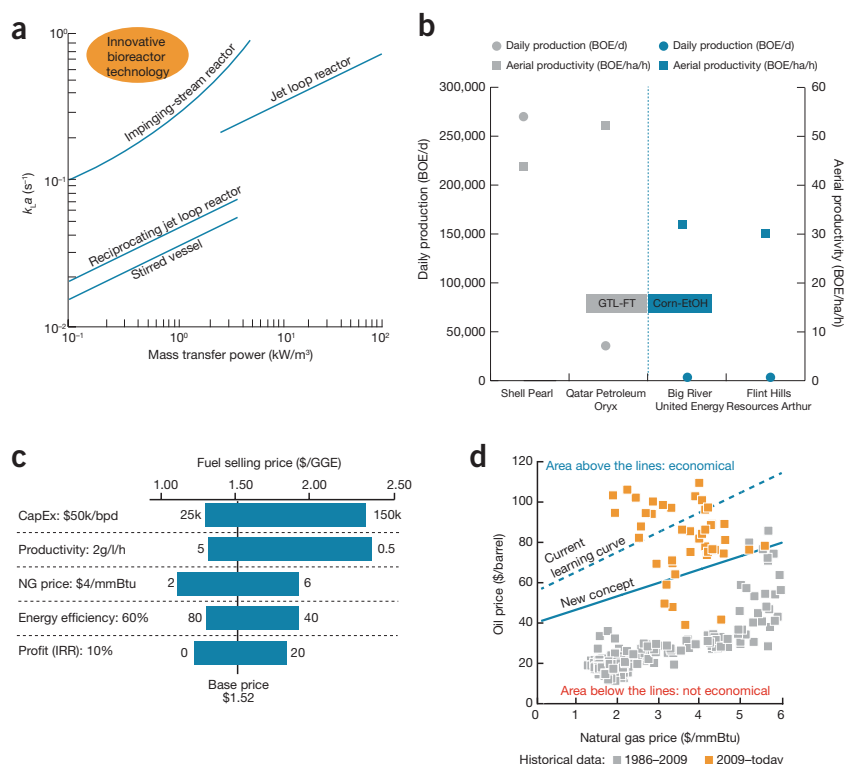 a
10⁰
10⁻¹
10⁻²
kLa (s⁻¹)
Innovative
bioreactor
technology
Impinging-stream reactor
Jet loop reactor
Reciprocating jet loop reactor
Stirred vessel
10⁻¹ 10⁰ 10¹ 10²
Mass transfer power (kW/m³)
b
Daily production (BOE/d) Daily production (BOE/d)
Aerial productivity (BOE/ha/h) Aerial productivity (BOE/ha/h)
300,000 60
250,000 50
200,000 40
150,000 30
100,000 20
50,000 10
0 0
Daily production (BOE/d)
Aerial productivity (BOE/ha/h)
GTL-FT Corn-EtOH
Shell Pearl Qatar Petroleum Big River Flint Hills
Oryx United Energy Resources Arthur
c
Fuel selling price ($/GGE)
1.00 1.50 2.00 2.50
CapEx: $50k/bpd 25k 150k
Productivity: 2g/l/h 5 0.5
NG price: $4/mmBtu 2 6
Energy efficiency: 60% 80 40
Profit (IRR): 10% 0 20
Base price
$1.52
d
120
100
80
60
40
20
0
Oil price ($/barrel)
Area above the lines: economical
Current
learning curve
New concept
Area below the lines: not economical
0 1 2 3 4 5 6
Natural gas price ($/mmBtu)
Historical data: 1986–2009 2009–today